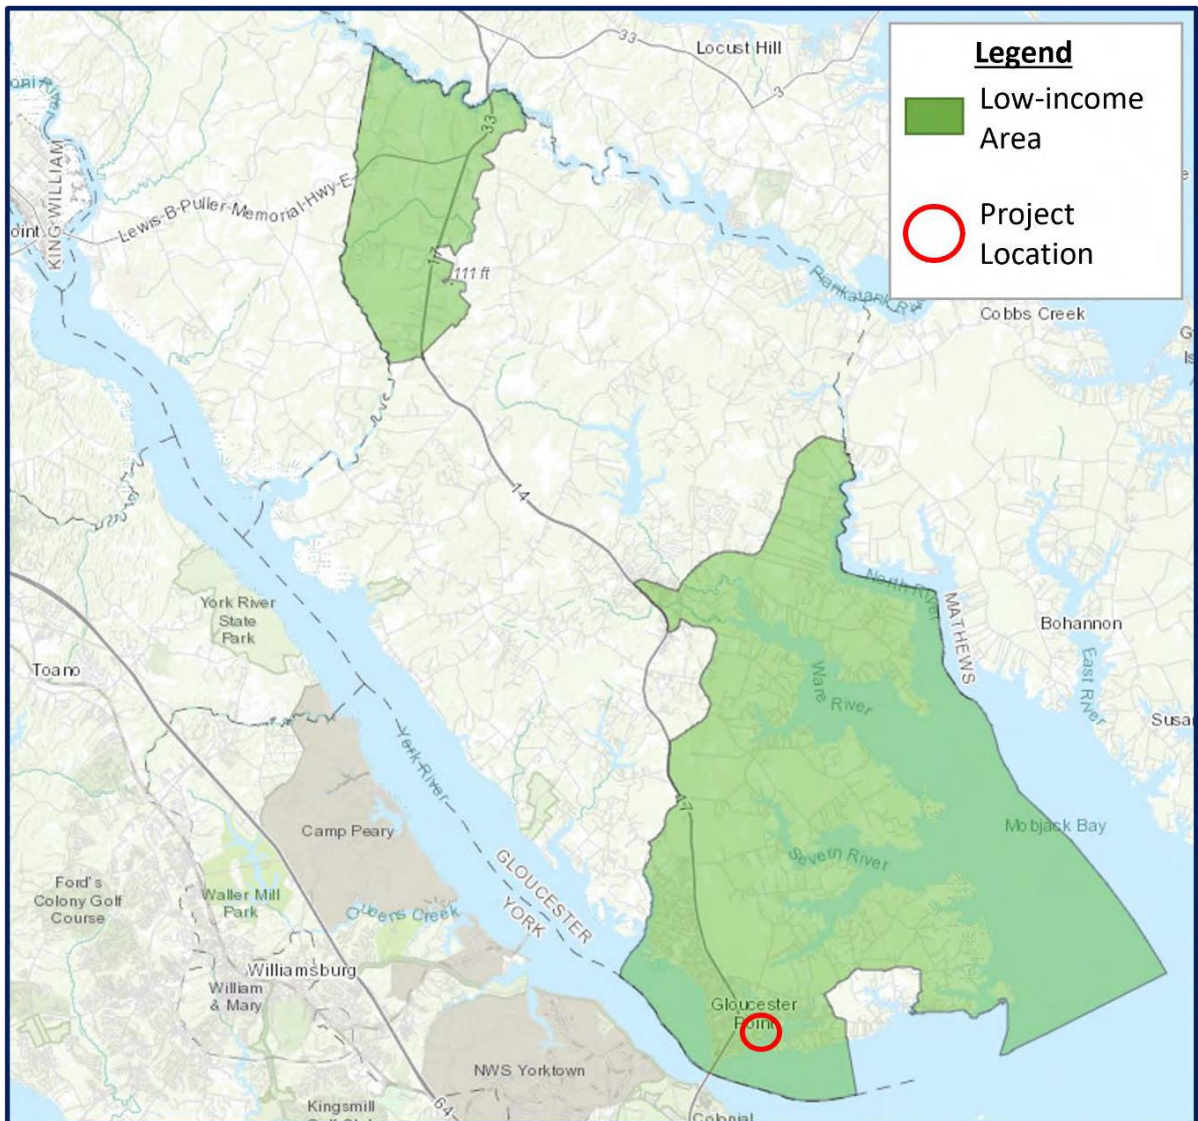 Legend
Low-income
Area
Project
Location
33
Locust Hill
3
KING WILLIAM
Lewis-B-Puller-Memorial-Hwy-E
33
17
111 ft
Cobbs Creek
14
North River
MATHEWS
York River
State
Park
Bohannon
East River
Toano
Ware
River
York River
17
Mobjack Bay
Camp Peary
Severn River
GLOUCESTER
YORK
Ford's
Colony Golf
Course
Waller Mill
Park
Queens Creek
Williamsburg
William
& Mary
Gloucester
Point
NWS Yorktown
64
Kingsmill
Colonial